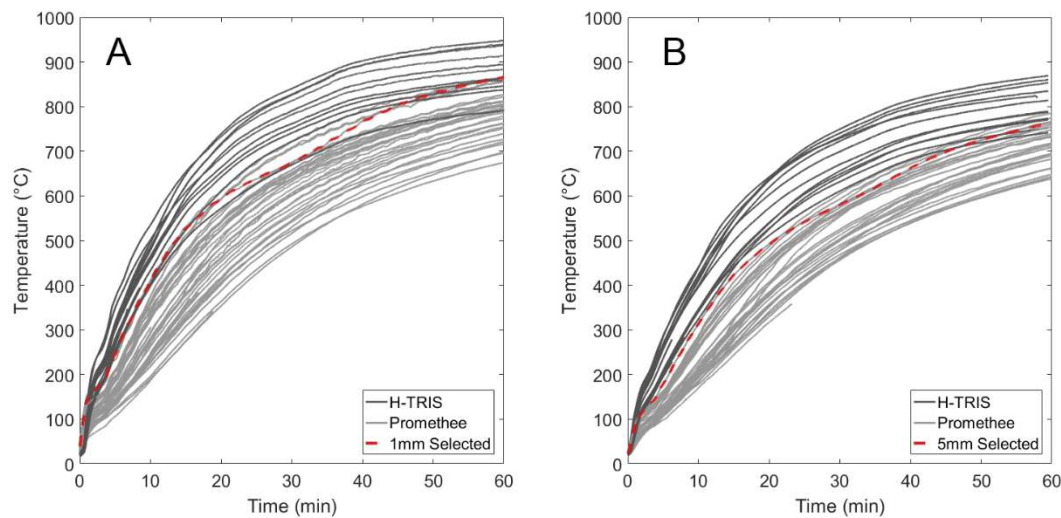 A
1000
900
800
700
600
500
400
300
200
100
0
Temperature (°C)
0 10 20 30 40 50 60
Time (min)
H-TRIS
Promethee
1mm Selected
B
1000
900
800
700
600
500
400
300
200
100
0
Temperature (°C)
0 10 20 30 40 50 60
Time (min)
H-TRIS
Promethee
5mm Selected